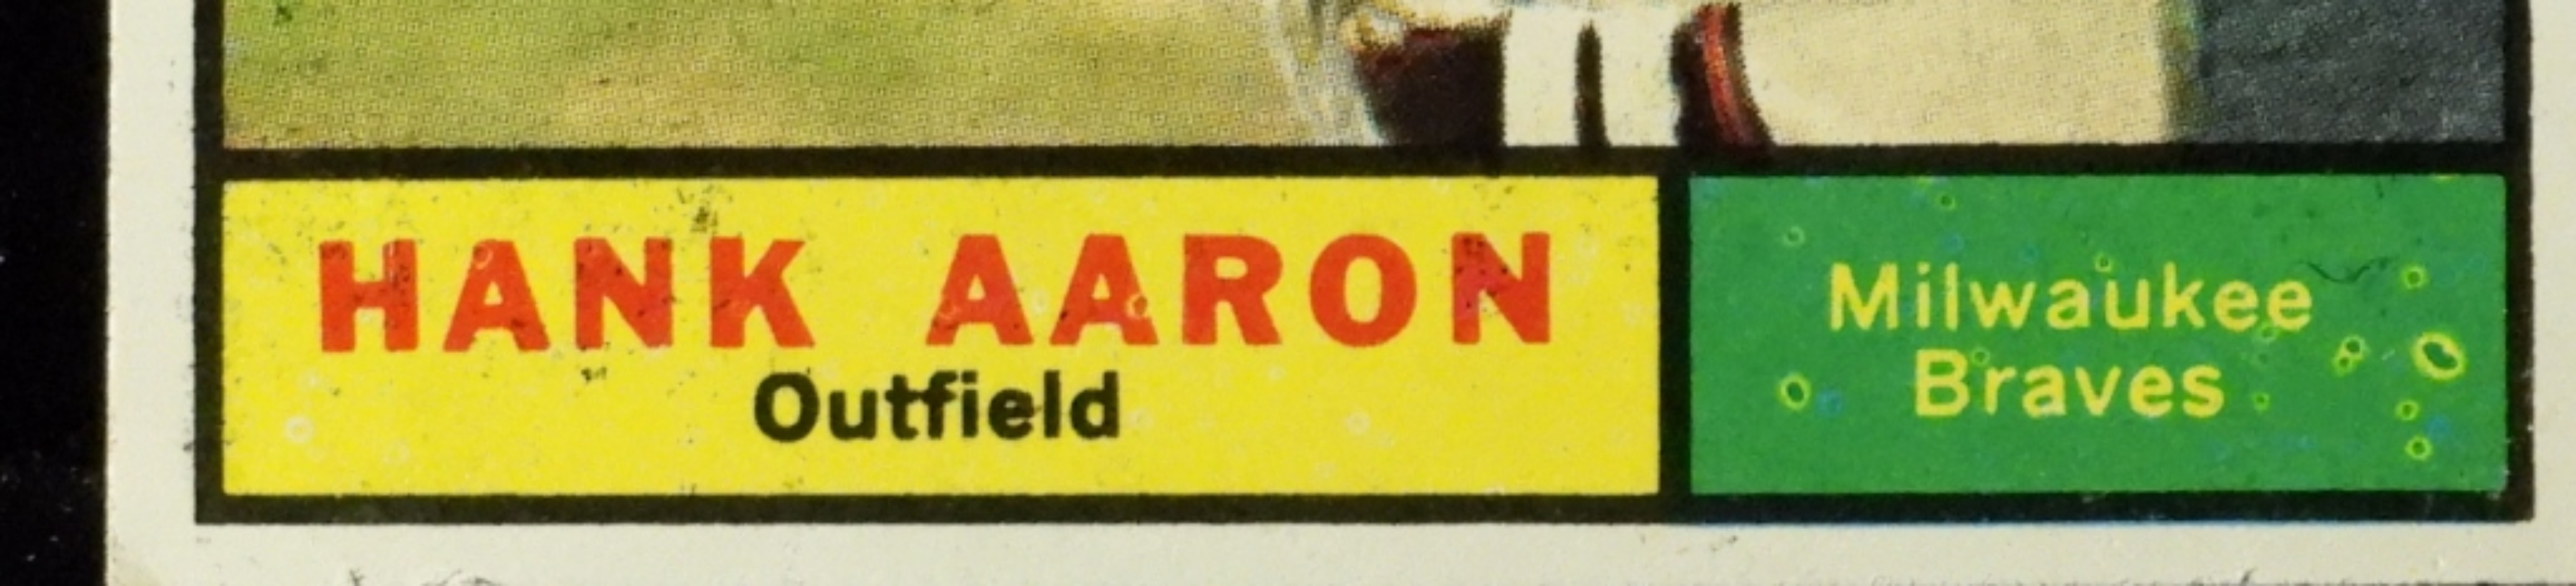 HANK AARON
Outfield
Milwaukee
Braves